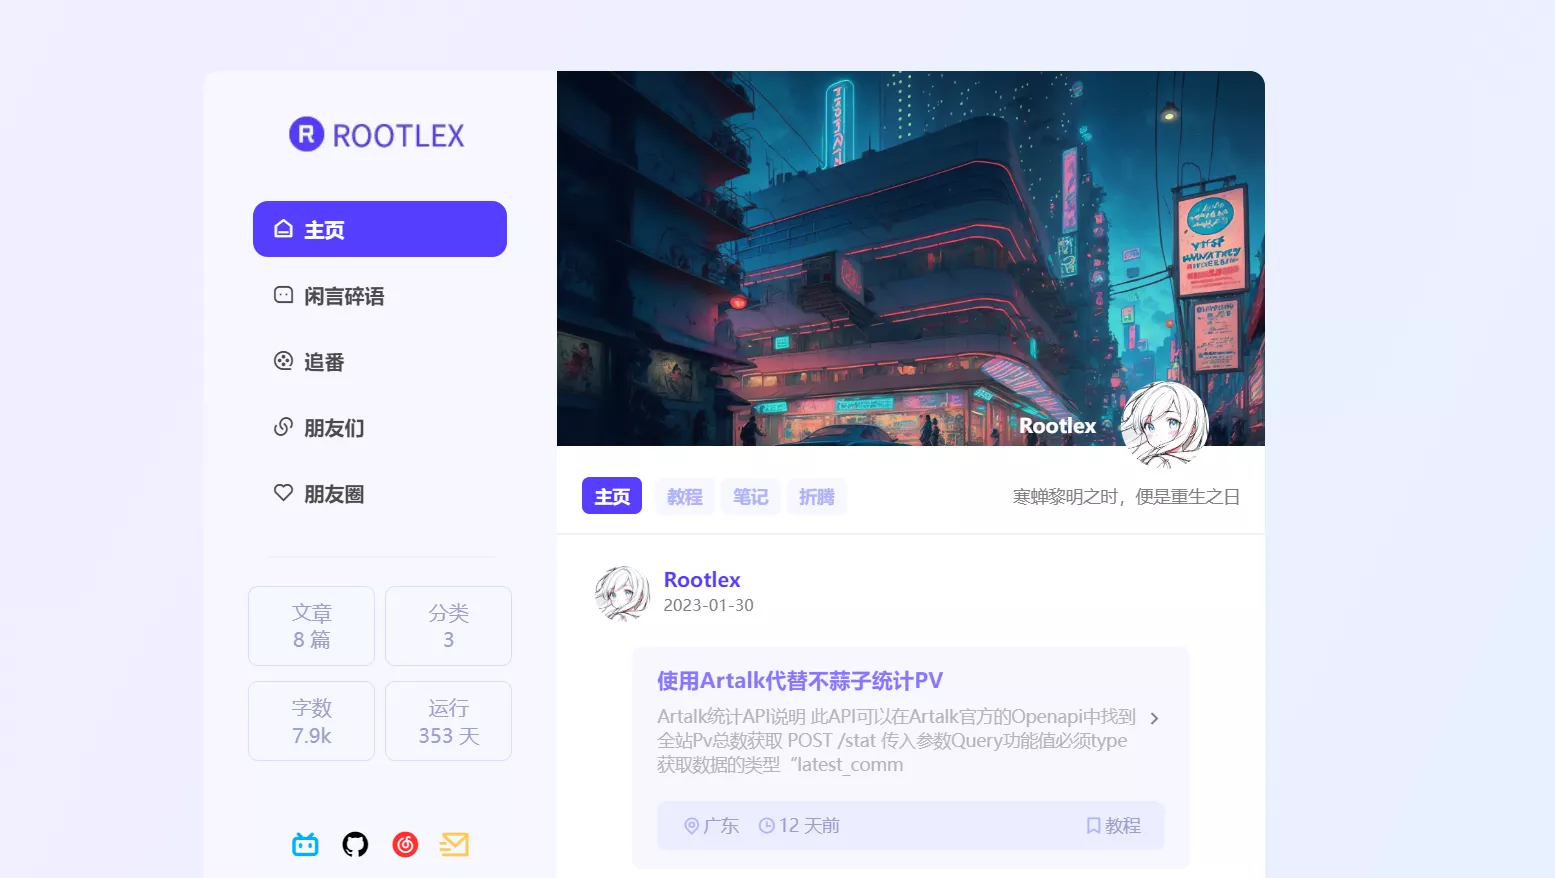 ROOTLEX
主页
闲言碎语
追番
朋友们
朋友圈
文章
8 篇
分类
3
字数
7.9k
运行
353 天
Rootlex
主页 教程 笔记 折腾
寒蝉黎明之时，便是重生之日
Rootlex
2023-01-30
使用Artalk代替不蒜子统计PV
Artalk统计API说明 此API可以在Artalk官方的Openapi中找到
全站Pv总数获取 POST /stat 传入参数Query功能值必须type
获取数据的类型“latest_comm
广东 12 天前 教程